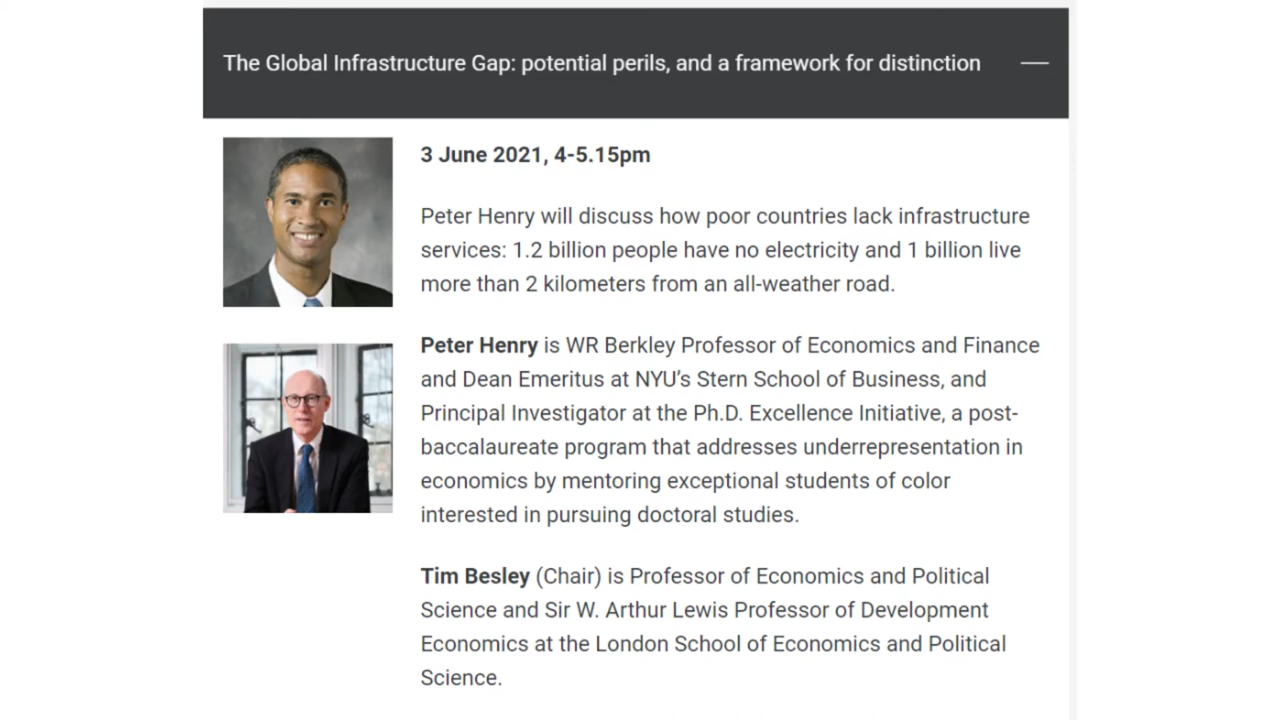 The Global Infrastructure Gap: potential perils, and a framework for distinction
3 June 2021, 4-5.15pm
Peter Henry will discuss how poor countries lack infrastructure
services: 1.2 billion people have no electricity and 1 billion live
more than 2 kilometers from an all-weather road.
Peter Henry is WR Berkley Professor of Economics and Finance
and Dean Emeritus at NYU’s Stern School of Business, and
Principal Investigator at the Ph.D. Excellence Initiative, a post-
baccalaureate program that addresses underrepresentation in
economics by mentoring exceptional students of color
interested in pursuing doctoral studies.
Tim Besley (Chair) is Professor of Economics and Political
Science and Sir W. Arthur Lewis Professor of Development
Economics at the London School of Economics and Political
Science.